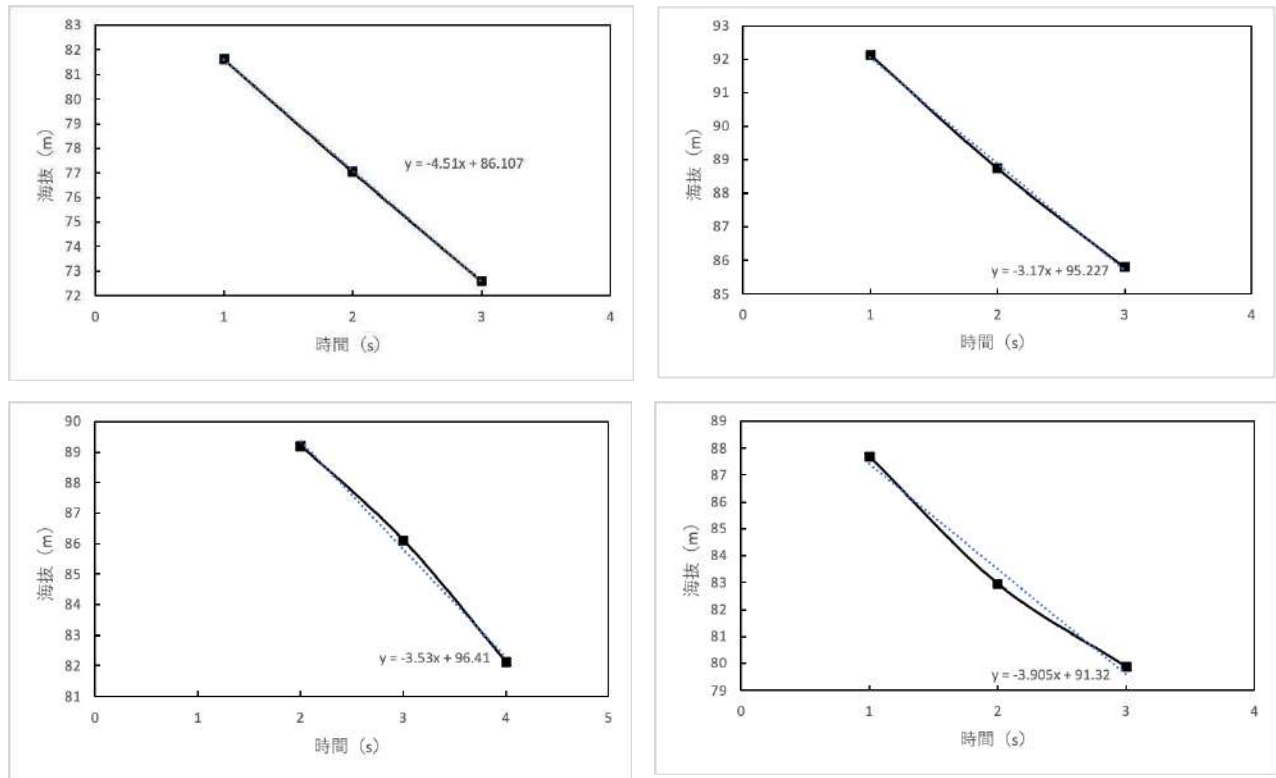 83
82
81
80
79
78
77
76
75
74
73
72
海抜（m）
y = -4.51x + 86.107
0 1 2 3 4
時間（s）
93
92
91
90
89
88
87
86
85
海抜（m）
y = -3.17x + 95.227
0 1 2 3 4
時間（s）
90
89
88
87
86
85
84
83
82
81
海抜（m）
y = -3.53x + 96.41
0 1 2 3 4 5
時間（s）
89
88
87
86
85
84
83
82
81
80
79
海抜（m）
y = -3.905x + 91.32
0 1 2 3 4
時間（s）